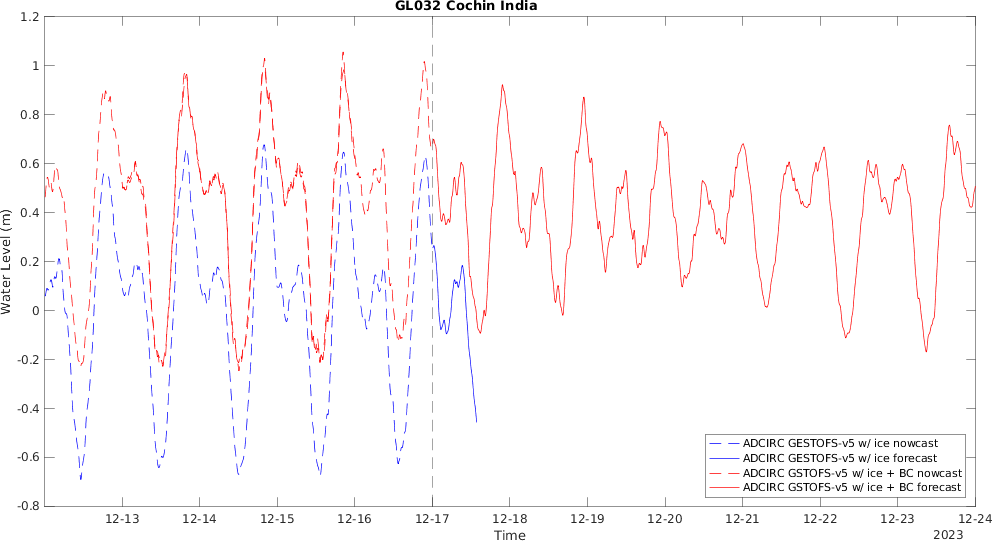 GL032 Cochin India
1.2
1
0.8
0.6
0.4
0.2
0
-0.2
-0.4
-0.6
-0.8
Water Level (m)
12-13 12-14 12-15 12-16 12-17 12-18 12-19 12-20 12-21 12-22 12-23 12-24
Time
2023
ADCIRC GESTOFS-v5 w/ ice nowcast
ADCIRC GESTOFS-v5 w/ ice forecast
ADCIRC GSTOFS-v5 w/ ice + BC nowcast
ADCIRC GSTOFS-v5 w/ ice + BC forecast